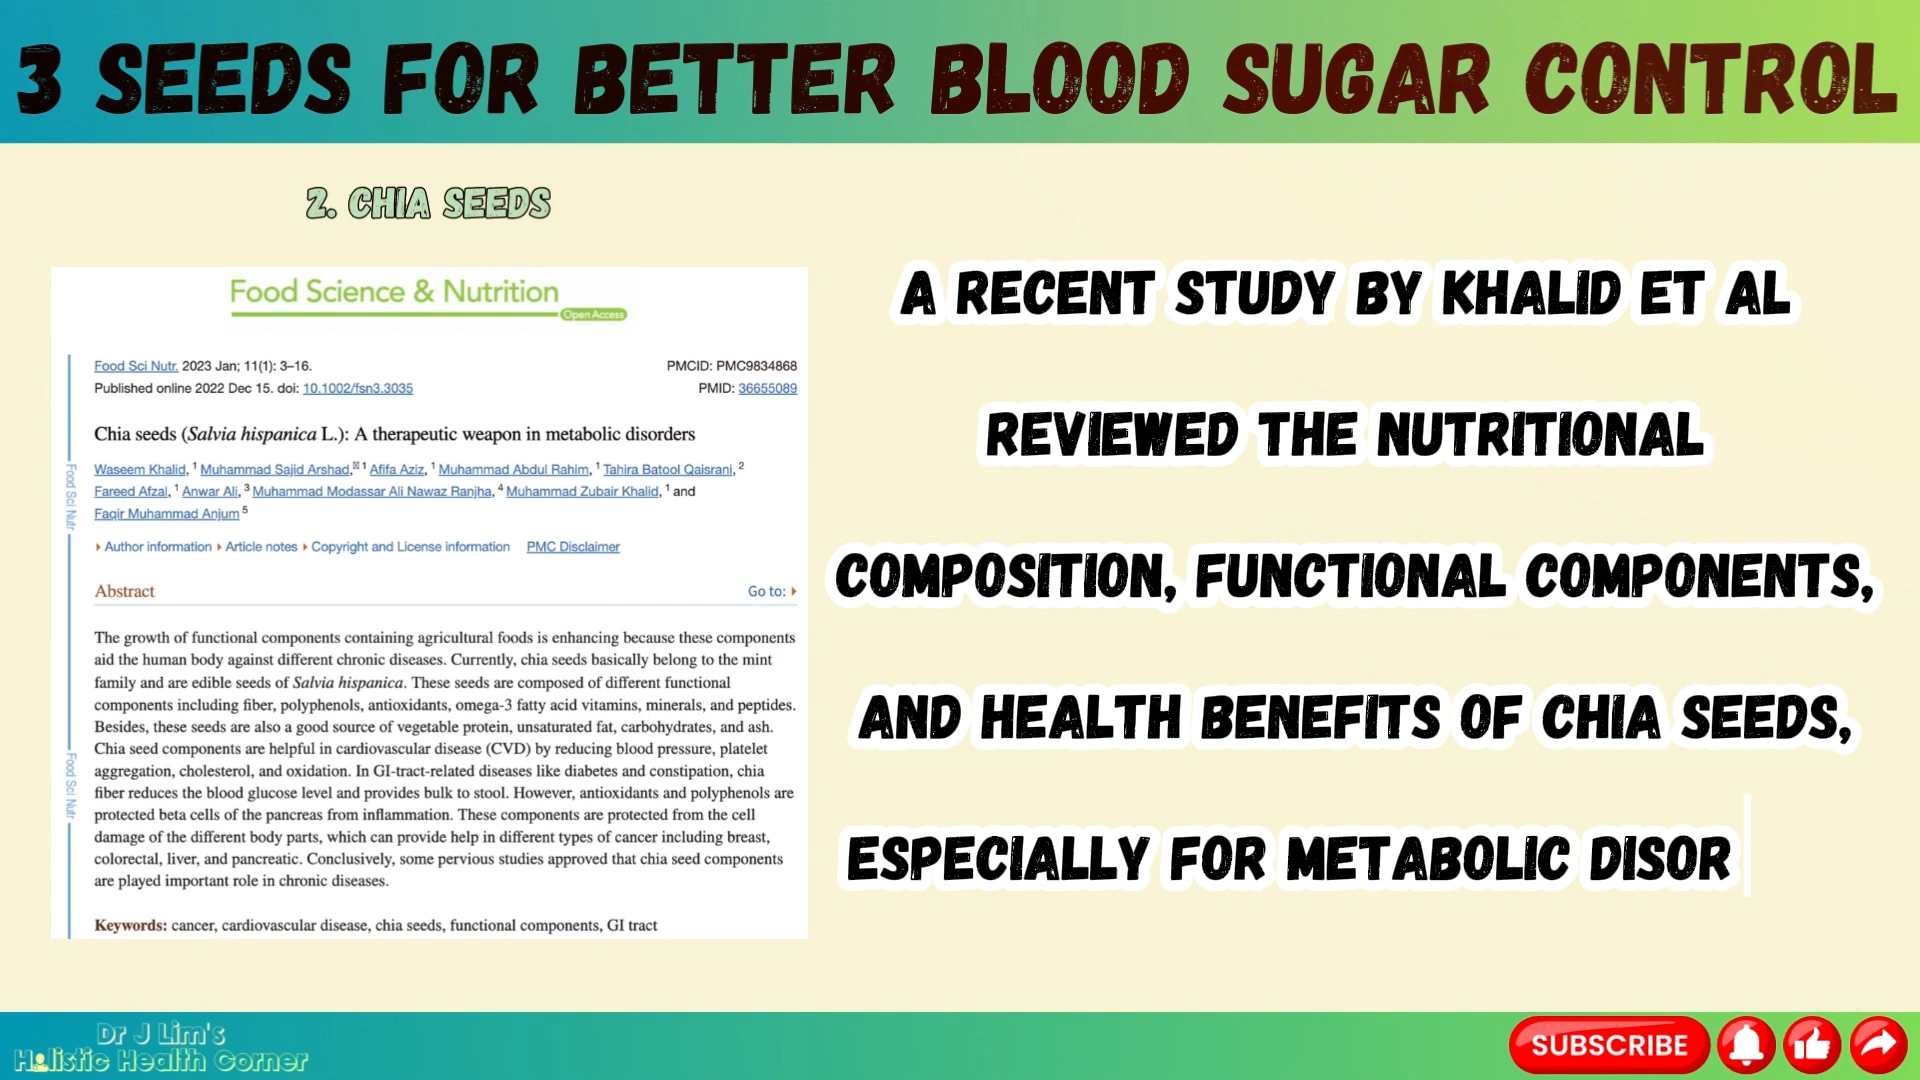 3 SEEDS FOR BETTER BLOOD SUGAR CONTROL
2. CHIA SEEDS
Food Science & Nutrition
Open Access
Food Sci Nutr. 2023 Jan; 11(1): 3–16.
PMCID: PMC9834868
Published online 2022 Dec 15. doi: 10.1002/fsn3.3035
PMID: 36655089
Chia seeds (Salvia hispanica L.): A therapeutic weapon in metabolic disorders
Waseem Khalid, 1 Muhammad Sajid Arshad, 1 Afifa Aziz, 1 Muhammad Abdul Rahim, 1 Tahira Batool Qaisrani, 2
Fareed Afzal, 1 Anwar Ali, 3 Muhammad Modassar Ali Nawaz Ranjha, 4 Muhammad Zubair Khalid, 1 and
Faqir Muhammad Anjum 5
Author information Article notes Copyright and License information PMC Disclaimer
Abstract
Go to:
The growth of functional components containing agricultural foods is enhancing because these components
aid the human body against different chronic diseases. Currently, chia seeds basically belong to the mint
family and are edible seeds of Salvia hispanica. These seeds are composed of different functional
components including fiber, polyphenols, antioxidants, omega-3 fatty acid vitamins, minerals, and peptides.
Besides, these seeds are also a good source of vegetable protein, unsaturated fat, carbohydrates, and ash.
Chia seed components are helpful in cardiovascular disease (CVD) by reducing blood pressure, platelet
aggregation, cholesterol, and oxidation. In GI-tract-related diseases like diabetes and constipation, chia
fiber reduces the blood glucose level and provides bulk to stool. However, antioxidants and polyphenols are
protected beta cells of the pancreas from inflammation. These components are protected from the cell
damage of the different body parts, which can provide help in different types of cancer including breast,
colorectal, liver, and pancreatic. Conclusively, some pervious studies approved that chia seed components
are played important role in chronic diseases.
Keywords: cancer, cardiovascular disease, chia seeds, functional components, GI tract
Food Sci Nutr
Food Sci Nutr
A RECENT STUDY BY KHALID ET AL
REVIEWED THE NUTRITIONAL
COMPOSITION, FUNCTIONAL COMPONENTS,
AND HEALTH BENEFITS OF CHIA SEEDS,
ESPECIALLY FOR METABOLIC DISOR
Dr J Lim's
Holistic Health Corner
SUBSCRIBE